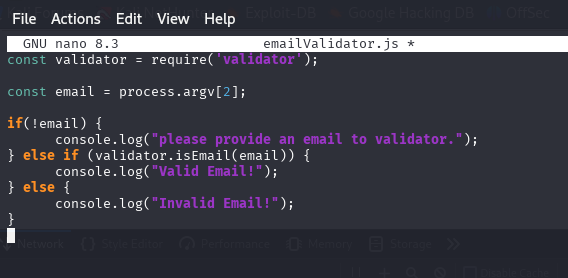 Exploit-DB Google Hacking DB OffSec
File Actions Edit View Help
GNU nano 8.3 emailValidator.js *
const validator = require('validator');
const email = process.argv[2];
if(!email) {
console.log("please provide an email to validator.");
} else if (validator.isEmail(email)) {
console.log("Valid Email!");
} else {
console.log("Invalid Email!");
}
Network Style Editor Performance Memory Storage